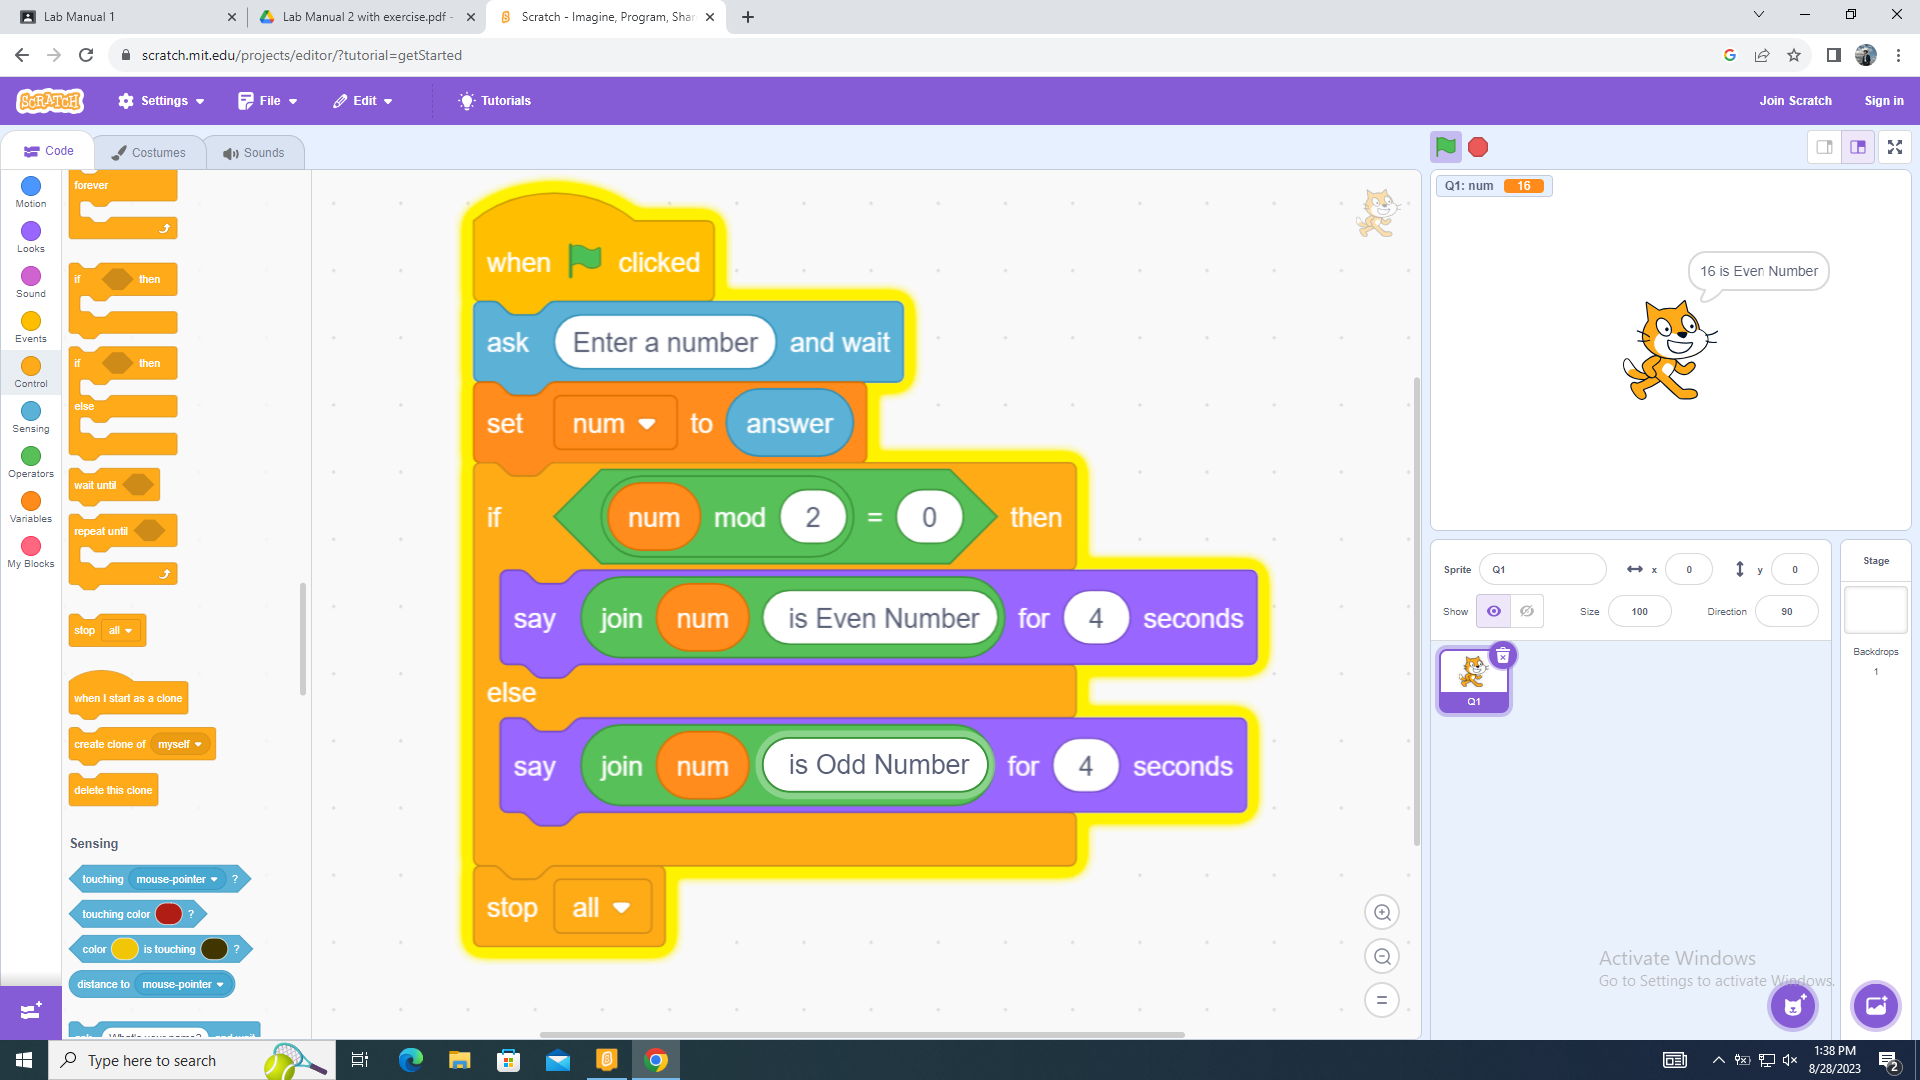 Lab Manual 1
Lab Manual 2 with exercise.pdf -
Scratch - Imagine, Program, Shar
scratch.mit.edu/projects/editor/?tutorial=getStarted
SCRATCH
Settings
File
Edit
Tutorials
Join Scratch
Sign in
Code
Costumes
Sounds
Motion
Looks
Sound
Events
Control
Sensing
Operators
Variables
My Blocks
forever
if then
if then
else
wait until
repeat until
stop all
when I start as a clone
create clone of myself
delete this clone
Sensing
touching mouse-pointer ?
touching color ?
color is touching ?
distance to mouse-pointer
when clicked
ask Enter a number and wait
set num to answer
if num mod 2 = 0 then
say join num is Even Number for 4 seconds
else
say join num is Odd Number for 4 seconds
stop all
Q1: num 16
16 is Even Number
Sprite Q1 x 0 y 0
Show Size 100 Direction 90
Q1
Stage
Backdrops
1
Activate Windows
Go to Settings to activate Windows.
Type here to search
1:38 PM
8/28/2023
2